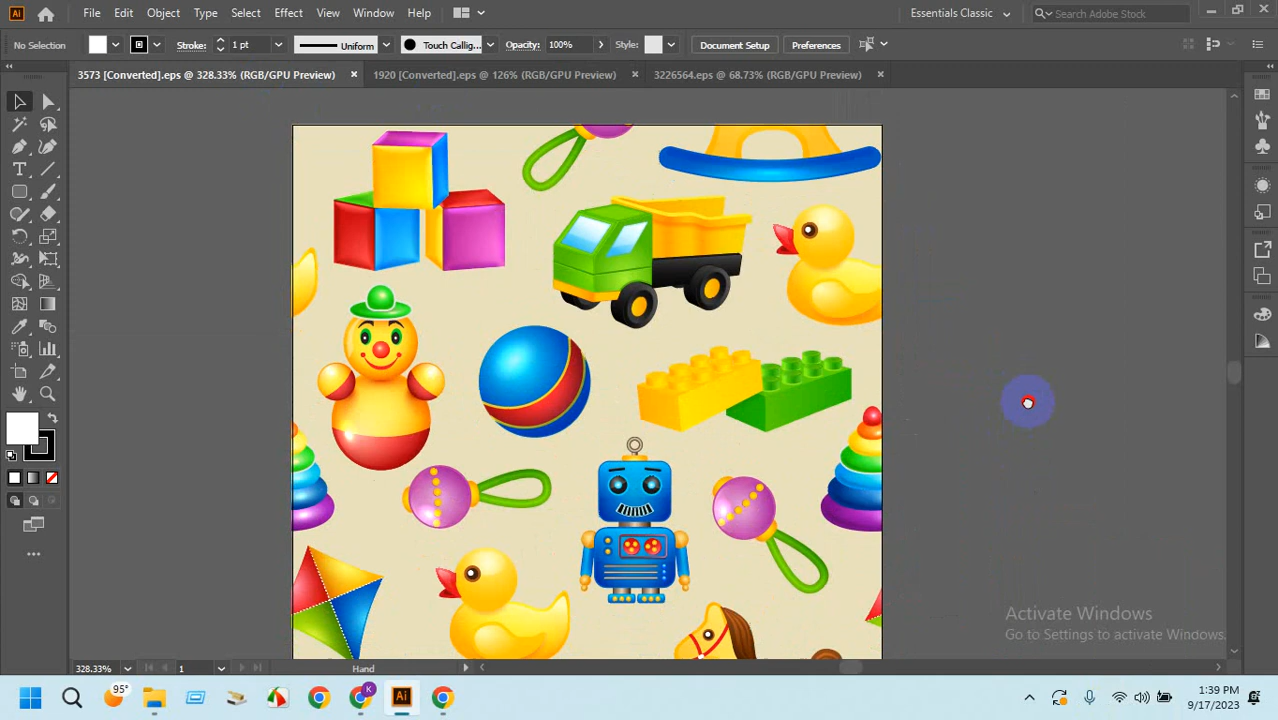 Ai File Edit Object Type Select Effect View Window Help Essentials Classic Search Adobe Stock
No Selection Stroke: 1 pt Uniform Touch Callig... Opacity: 100% Style: Document Setup Preferences
3573 [Converted].eps @ 328.33% (RGB/GPU Preview) × 1920 [Converted].eps @ 126% (RGB/GPU Preview) × 3226564.eps @ 68.73% (RGB/GPU Preview) ×
Activate Windows
Go to Settings to activate Windows.
328.33% 1 Hand
95° K Ai 1:39 PM
9/17/2023